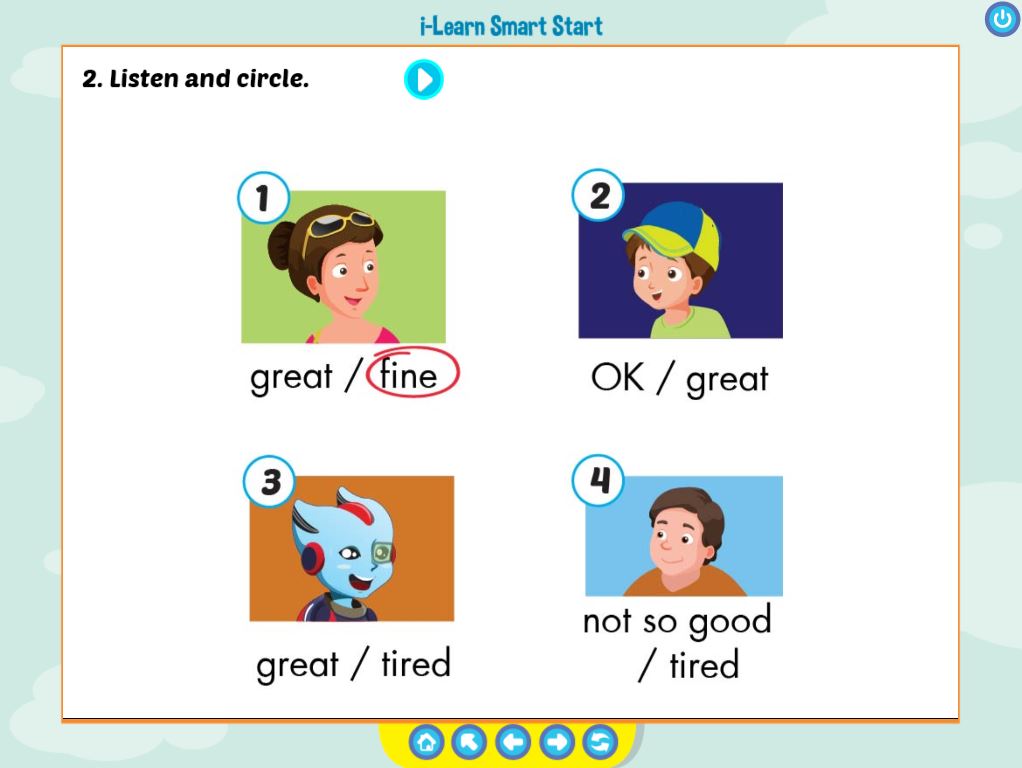 i-Learn Smart Start
2. Listen and circle.
1
great / fine
2
OK / great
3
great / tired
4
not so good
/ tired